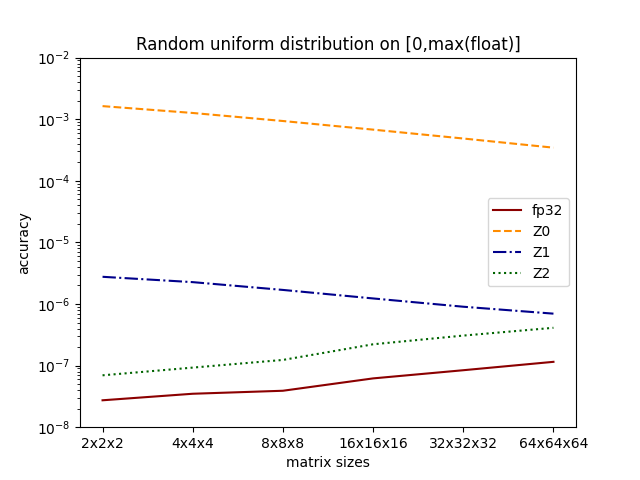 Random uniform distribution on [0,max(float)]
10⁻²
10⁻³
10⁻⁴
10⁻⁵
10⁻⁶
10⁻⁷
10⁻⁸
accuracy
fp32
Z0
Z1
Z2
2x2x2 4x4x4 8x8x8 16x16x16 32x32x32 64x64x64
matrix sizes